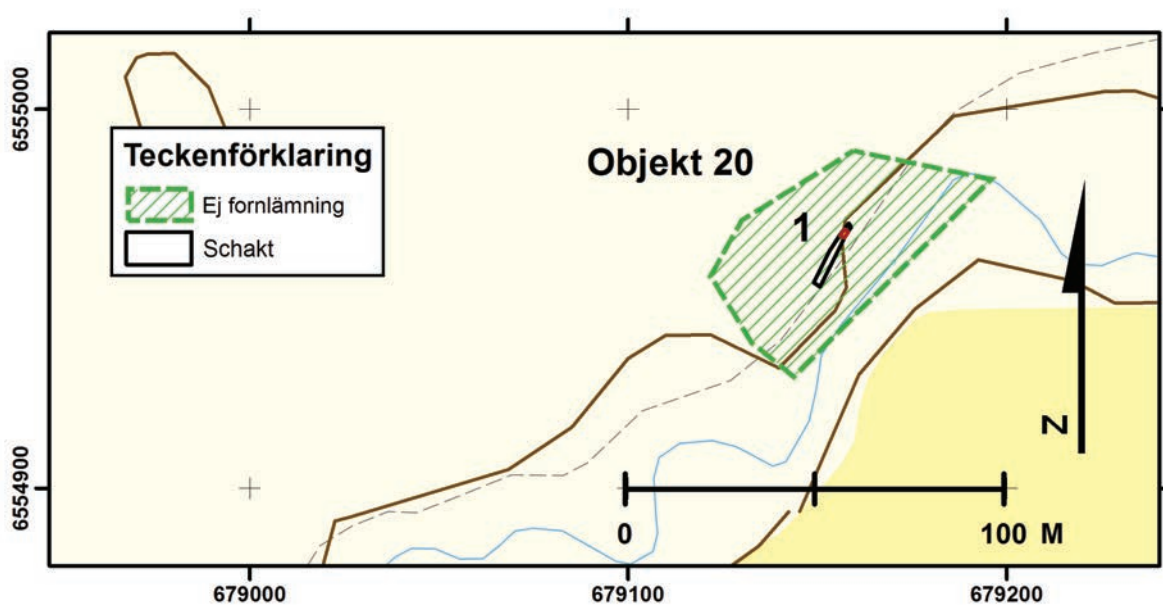 6555000
6554900
Teckenförklaring
Ej fornlämning
Schakt
Objekt 20
1
N
0
100 M
679000
679100
679200